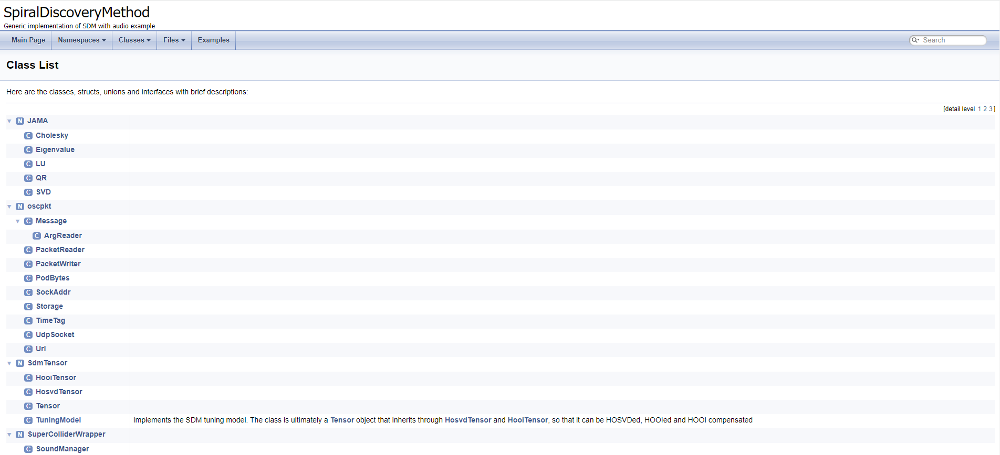 SpiralDiscoveryMethod
Generic implementation of SDM with audio example
Main Page Namespaces Classes Files Examples Search
Class List
Here are the classes, structs, unions and interfaces with brief descriptions:
[detail level 1 2 3]
N JAMA
C Cholesky
C Eigenvalue
C LU
C QR
C SVD
N oscpkt
C Message
C ArgReader
C PacketReader
C PacketWriter
C PodBytes
C SockAddr
C Storage
C TimeTag
C UdpSocket
C Url
N SdmTensor
C HooiTensor
C HosvdTensor
C Tensor
C TuningModel Implements the SDM tuning model. The class is ultimately a Tensor object that inherits through HosvdTensor and HooiTensor, so that it can be HOSVDed, HOOIed and HOOI compensated
N SuperColliderWrapper
C SoundManager